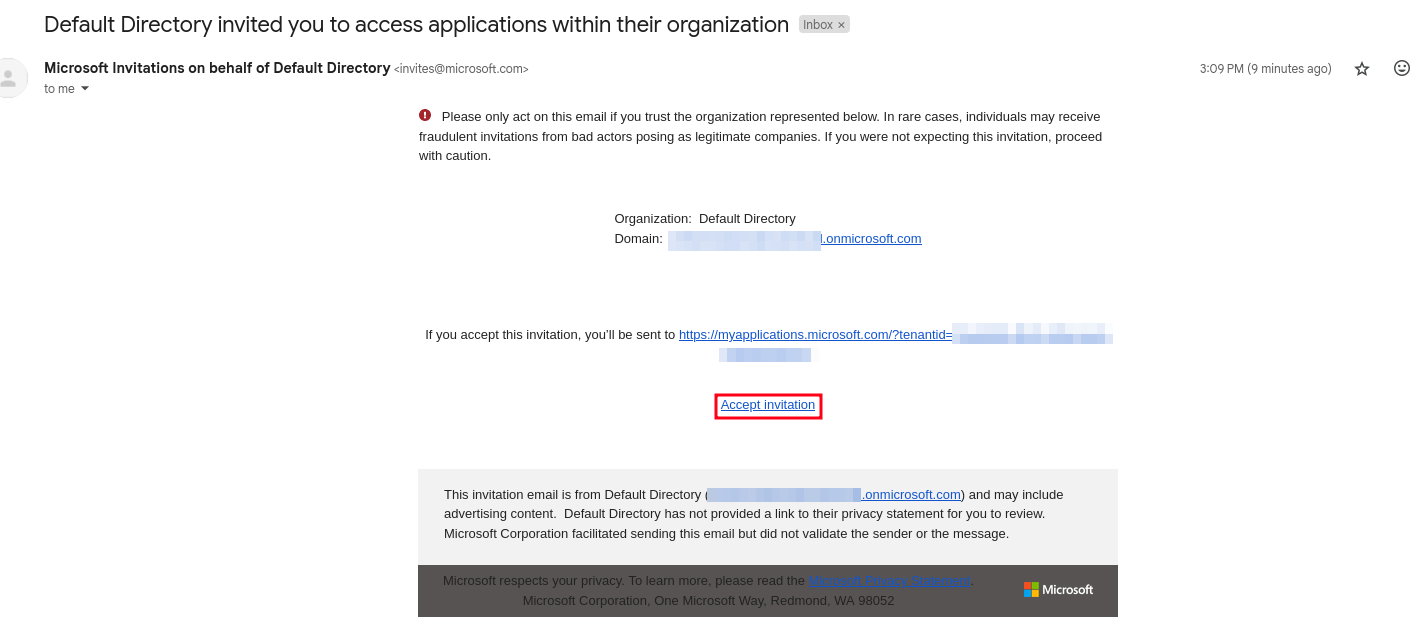 Default Directory invited you to access applications within their organization Inbox ×
Microsoft Invitations on behalf of Default Directory <invites@microsoft.com> 3:09 PM (9 minutes ago)
to me
Please only act on this email if you trust the organization represented below. In rare cases, individuals may receive
fraudulent invitations from bad actors posing as legitimate companies. If you were not expecting this invitation, proceed
with caution.
Organization: Default Directory
Domain: .onmicrosoft.com
If you accept this invitation, you’ll be sent to https://myapplications.microsoft.com/?tenantid=
Accept invitation
This invitation email is from Default Directory (.onmicrosoft.com) and may include
advertising content. Default Directory has not provided a link to their privacy statement for you to review.
Microsoft Corporation facilitated sending this email but did not validate the sender or the message.
Microsoft respects your privacy. To learn more, please read the Microsoft Privacy Statement.
Microsoft Corporation, One Microsoft Way, Redmond, WA 98052
Microsoft